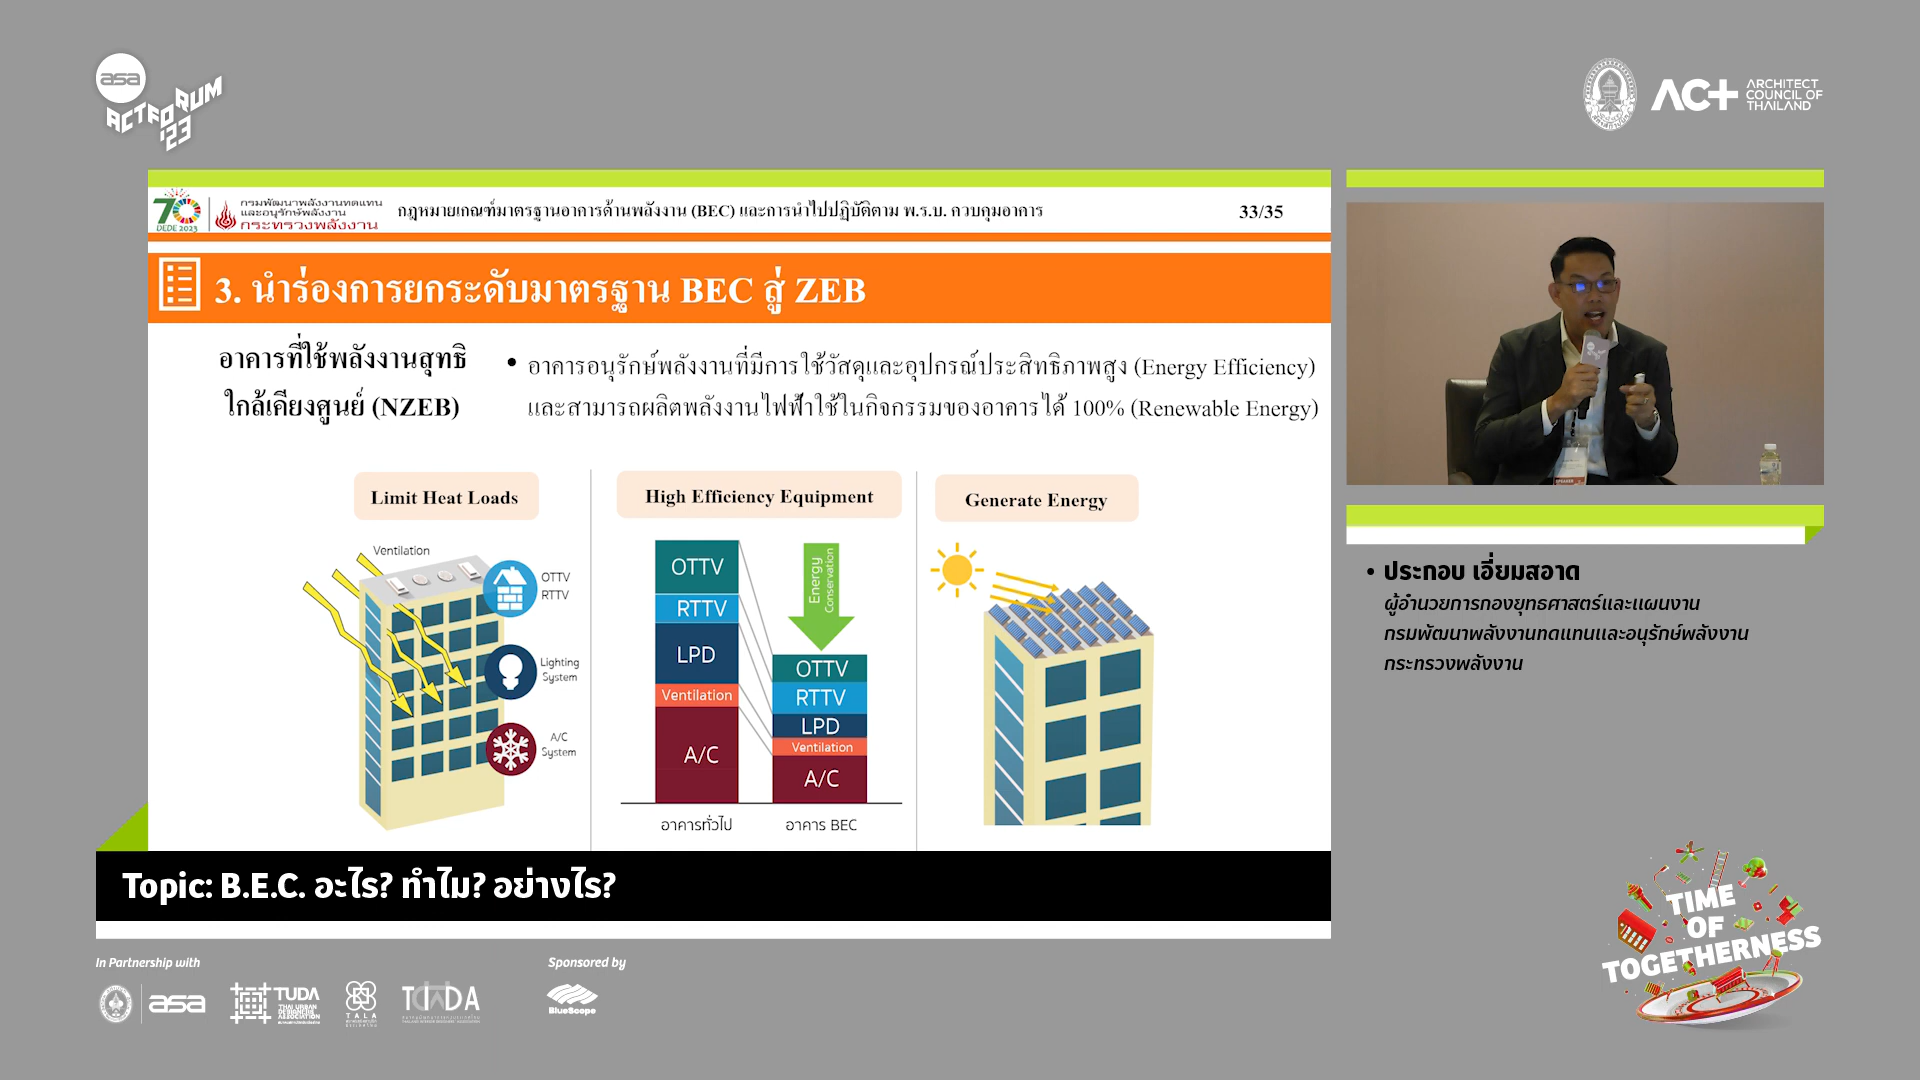 asa
ACTFORUM
'23
ACT
ARCHITECT
COUNCIL OF
THAILAND
70
DEDE 2023
กรมพัฒนาพลังงานทดแทน
และอนุรักษ์พลังงาน
กระทรวงพลังงาน
กฎหมายเกณฑ์มาตรฐานอาคารด้านพลังงาน (BEC) และการนำไปปฏิบัติตาม พ.ร.บ. ควบคุมอาคาร
33/35
3. นำร่องการยกระดับมาตรฐาน BEC สู่ ZEB
อาคารที่ใช้พลังงานสุทธิ
ใกล้เคียงศูนย์ (NZEB)
• อาคารอนุรักษ์พลังงานที่มีการใช้วัสดุและอุปกรณ์ประสิทธิภาพสูง (Energy Efficiency)
และสามารถผลิตพลังงานไฟฟ้าใช้ในกิจกรรมของอาคารได้ 100% (Renewable Energy)
Limit Heat Loads
Ventilation
OTTV
RTTV
Lighting
System
A/C
System
High Efficiency Equipment
OTTV
RTTV
LPD
Ventilation
A/C
Energy
Conservation
OTTV
RTTV
LPD
Ventilation
A/C
อาคารทั่วไป
อาคาร BEC
Generate Energy
• ประกอบ เอี่ยมสอาด
ผู้อำนวยการกองยุทธศาสตร์และแผนงาน
กรมพัฒนาพลังงานทดแทนและอนุรักษ์พลังงาน
กระทรวงพลังงาน
Topic: B.E.C. อะไร? ทำไม? อย่างไร?
TIME
OF
TOGETHERNESS
In Partnership with
asa
TUDA
THAI URBAN
DESIGNERS
ASSOCIATION
TALA
TIDA
Sponsored by
BlueScope